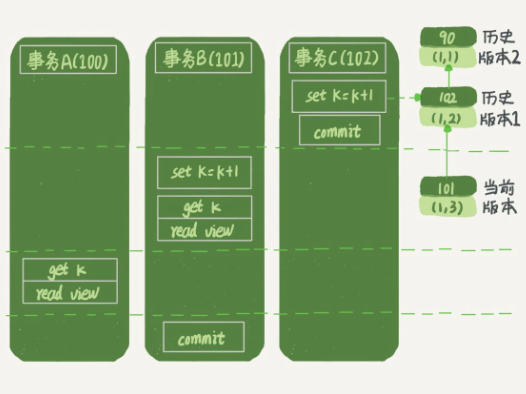 事务A(100)
get k
read view
事务B(101)
set k=k+1
get k
read view
commit
事务C(102)
set k=k+1
commit
90
(1,1)
历史
版本2
102
(1,2)
历史
版本1
101
(1,3)
当前
版本